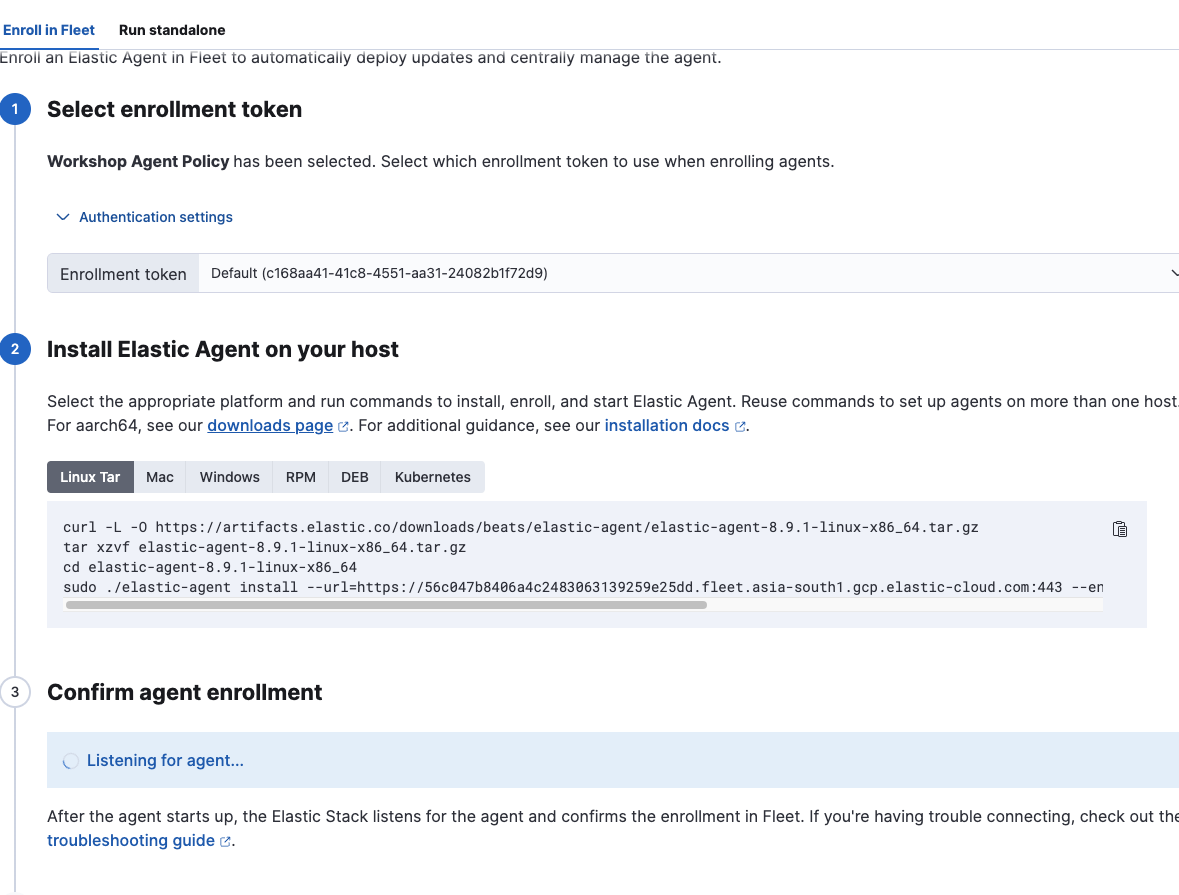 Enroll in Fleet Run standalone
Enroll an Elastic Agent in Fleet to automatically deploy updates and centrally manage the agent.
1 Select enrollment token
Workshop Agent Policy has been selected. Select which enrollment token to use when enrolling agents.
Authentication settings
Enrollment token Default (c168aa41-41c8-4551-aa31-24082b1f72d9)
2 Install Elastic Agent on your host
Select the appropriate platform and run commands to install, enroll, and start Elastic Agent. Reuse commands to set up agents on more than one host.
For aarch64, see our downloads page. For additional guidance, see our installation docs.
Linux Tar Mac Windows RPM DEB Kubernetes
curl -L -O https://artifacts.elastic.co/downloads/beats/elastic-agent/elastic-agent-8.9.1-linux-x86_64.tar.gz
tar xzvf elastic-agent-8.9.1-linux-x86_64.tar.gz
cd elastic-agent-8.9.1-linux-x86_64
sudo ./elastic-agent install --url=https://56c047b8406a4c2483063139259e25dd.fleet.asia-south1.gcp.elastic-cloud.com:443 --en
3 Confirm agent enrollment
Listening for agent...
After the agent starts up, the Elastic Stack listens for the agent and confirms the enrollment in Fleet. If you're having trouble connecting, check out the
troubleshooting guide.